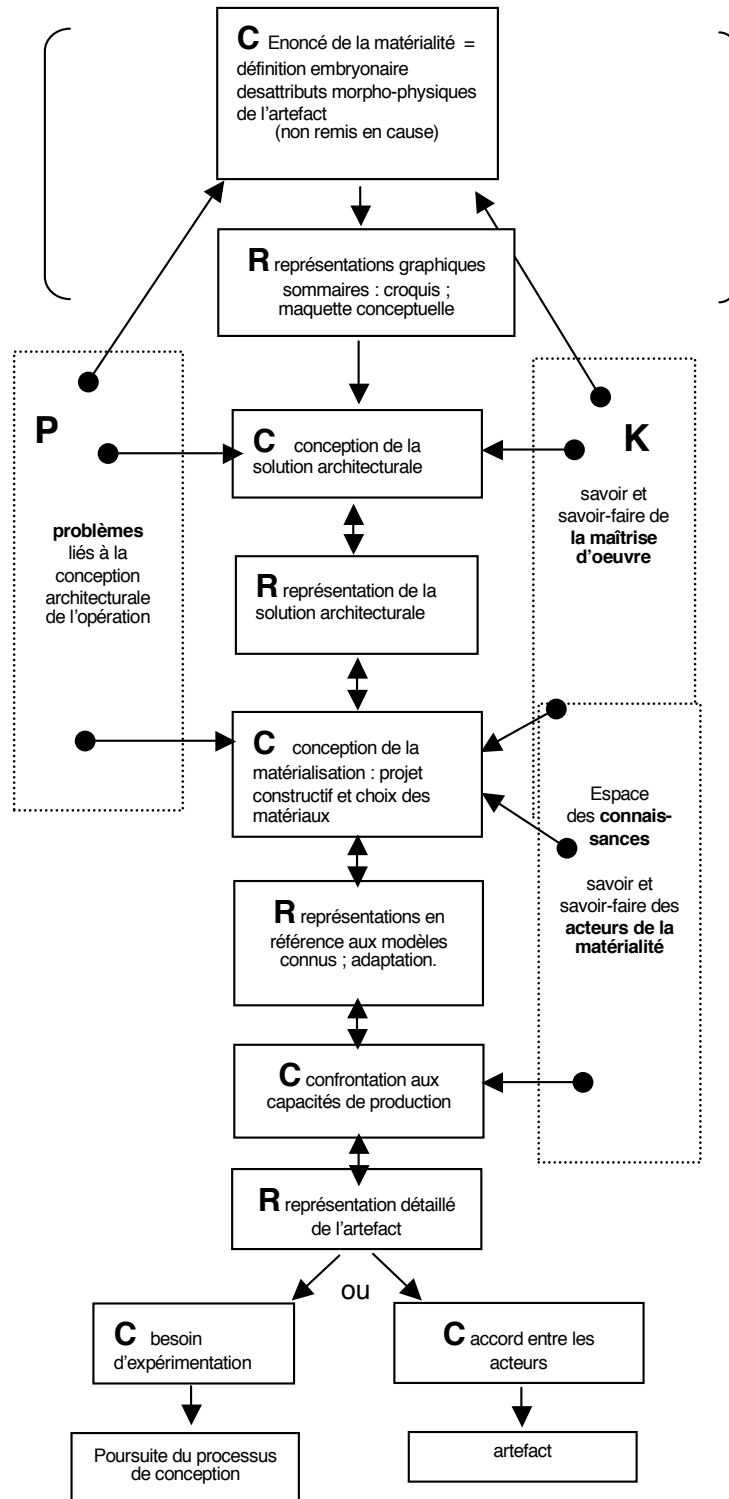 C Enoncé de la matérialité =
définition embryonaire
desattributs morpho-physiques
de l'artefact
(non remis en cause)
R représentations graphiques
sommaires : croquis ;
maquette conceptuelle
P
problèmes
liés à la
conception
architecturale
de l'opération
C conception de la
solution architecturale
K
savoir et
savoir-faire de
la maîtrise
d'oeuvre
R représentation de la
solution architecturale
C conception de la
matérialisation : projet
constructif et choix des
matériaux
Espace
des connais-
sances
savoir et
savoir-faire des
acteurs de la
matérialité
R représentations en
référence aux modèles
connus ; adaptation.
C confrontation aux
capacités de production
R représentation détaillé
de l'artefact
ou
C besoin
d'expérimentation
C accord entre les
acteurs
Poursuite du processus
de conception
artefact